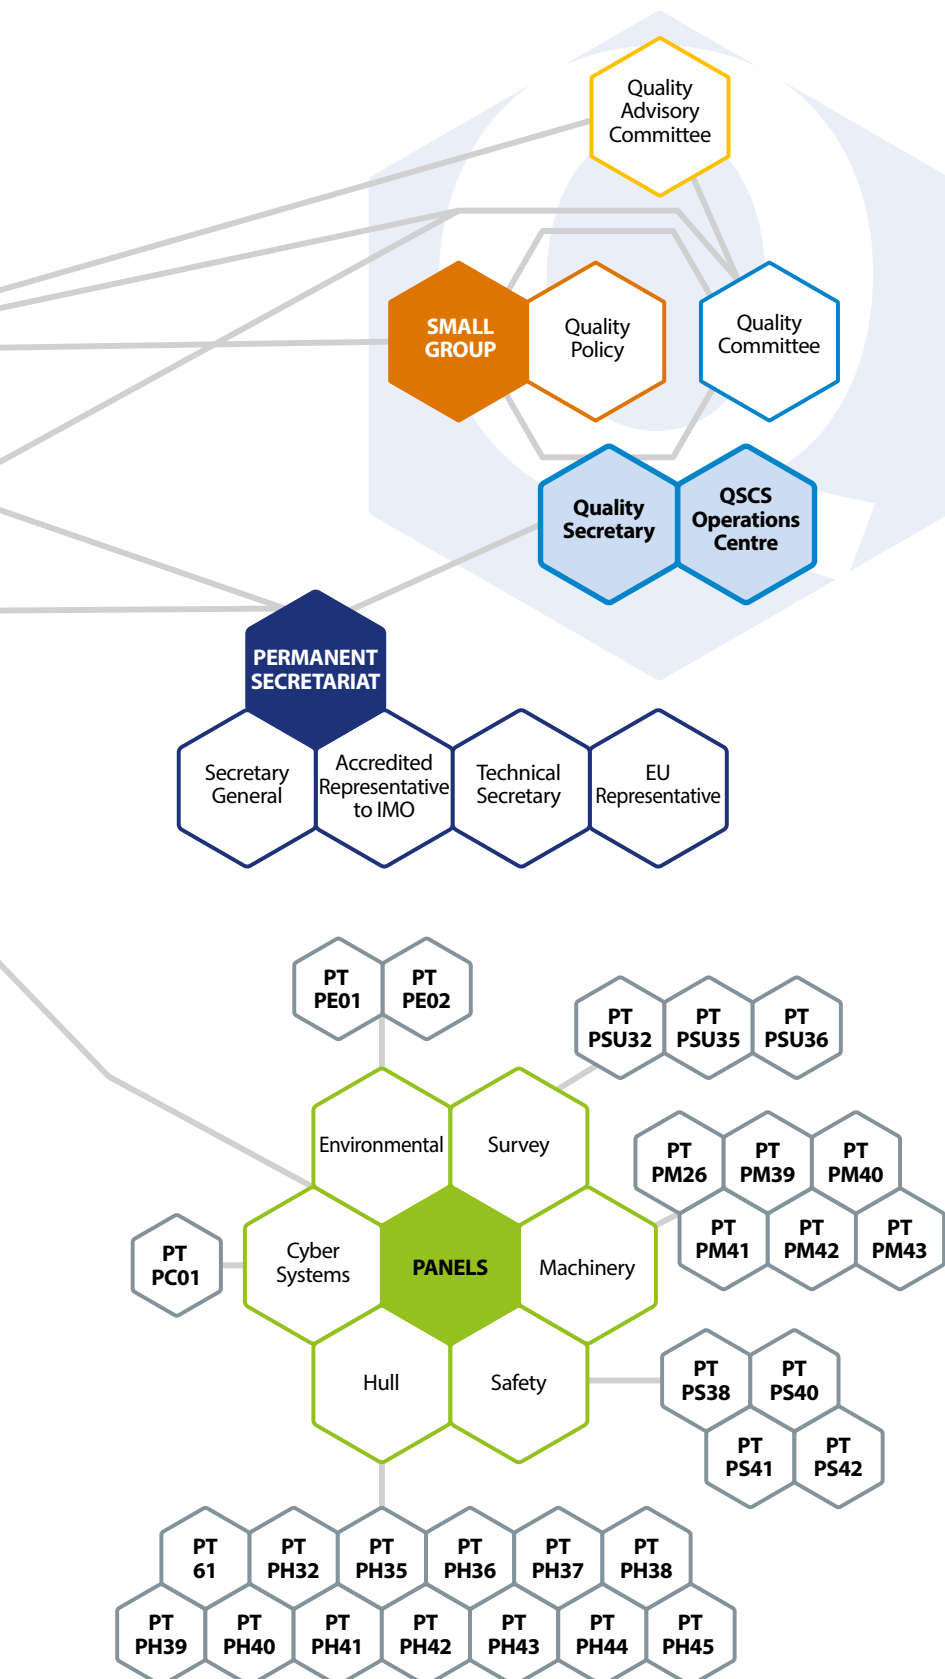 Quality
Advisory
Committee
SMALL
GROUP
Quality
Policy
Quality
Committee
Quality
Secretary
QSCS
Operations
Centre
PERMANENT
SECRETARIAT
Secretary
General
Accredited
Representative
to IMO
Technical
Secretary
EU
Representative
PT
PE01
PT
PE02
PT
PSU32
PT
PSU35
PT
PSU36
Environmental
Survey
PT
PM26
PT
PM39
PT
PM40
PT
PM41
PT
PM42
PT
PM43
PT
PC01
Cyber
Systems
PANELS
Machinery
Hull
Safety
PT
PS38
PT
PS40
PT
PS41
PT
PS42
PT
61
PT
PH32
PT
PH35
PT
PH36
PT
PH37
PT
PH38
PT
PH39
PT
PH40
PT
PH41
PT
PH42
PT
PH43
PT
PH44
PT
PH45